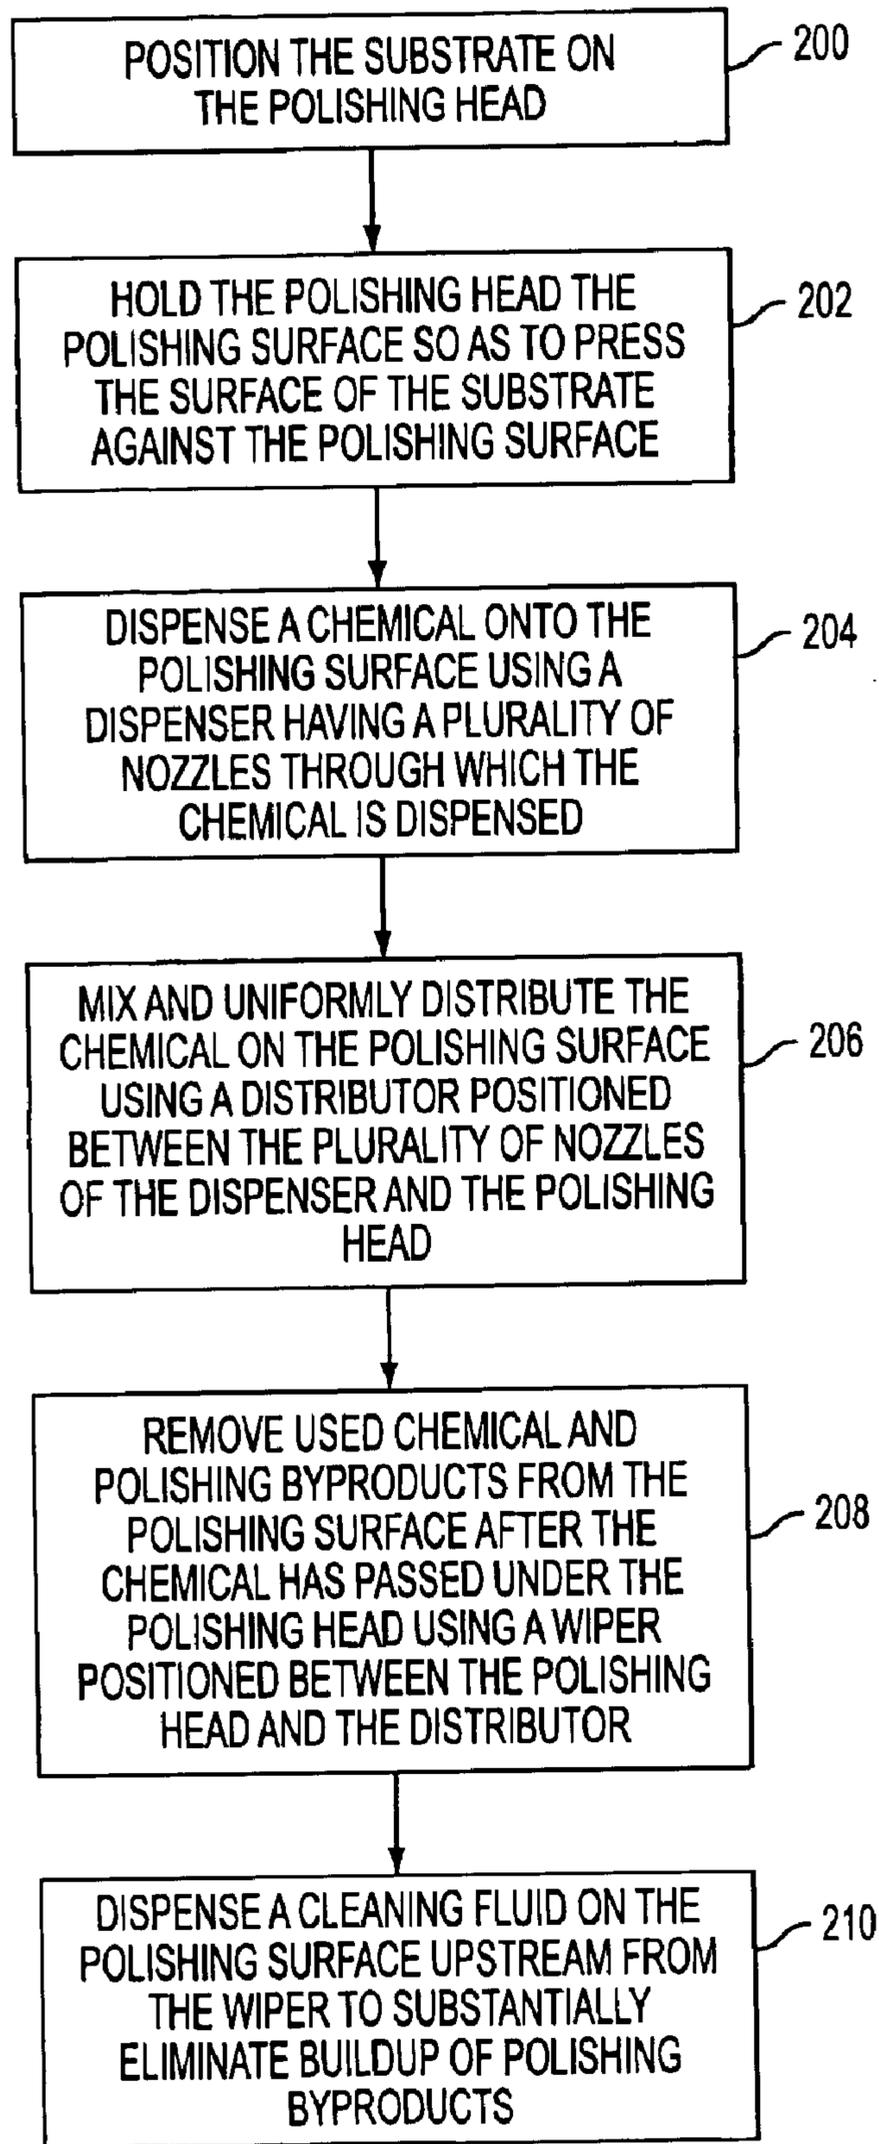 POSITION THE SUBSTRATE ON
THE POLISHING HEAD
200
HOLD THE POLISHING HEAD THE
POLISHING SURFACE SO AS TO PRESS
THE SURFACE OF THE SUBSTRATE
AGAINST THE POLISHING SURFACE
202
DISPENSE A CHEMICAL ONTO THE
POLISHING SURFACE USING A
DISPENSER HAVING A PLURALITY OF
NOZZLES THROUGH WHICH THE
CHEMICAL IS DISPENSED
204
MIX AND UNIFORMLY DISTRIBUTE THE
CHEMICAL ON THE POLISHING SURFACE
USING A DISTRIBUTOR POSITIONED
BETWEEN THE PLURALITY OF NOZZLES
OF THE DISPENSER AND THE POLISHING
HEAD
206
REMOVE USED CHEMICAL AND
POLISHING BYPRODUCTS FROM THE
POLISHING SURFACE AFTER THE
CHEMICAL HAS PASSED UNDER THE
POLISHING HEAD USING A WIPER
POSITIONED BETWEEN THE POLISHING
HEAD AND THE DISTRIBUTOR
208
DISPENSE A CLEANING FLUID ON THE
POLISHING SURFACE UPSTREAM FROM
THE WIPER TO SUBSTANTIALLY
ELIMINATE BUILDUP OF POLISHING
BYPRODUCTS
210